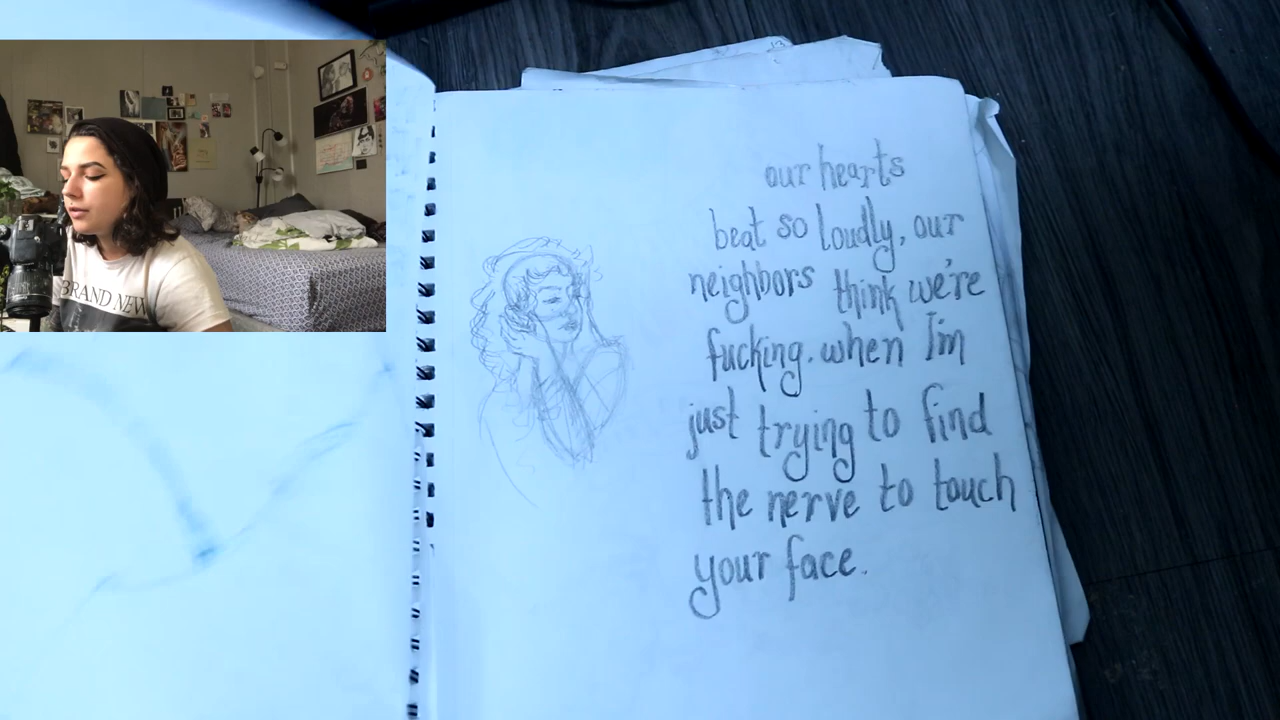 BRAND NEW
our hearts
beat so loudly, our
neighbors think we're
fucking. when I'm
just trying to find
the nerve to touch
your face.